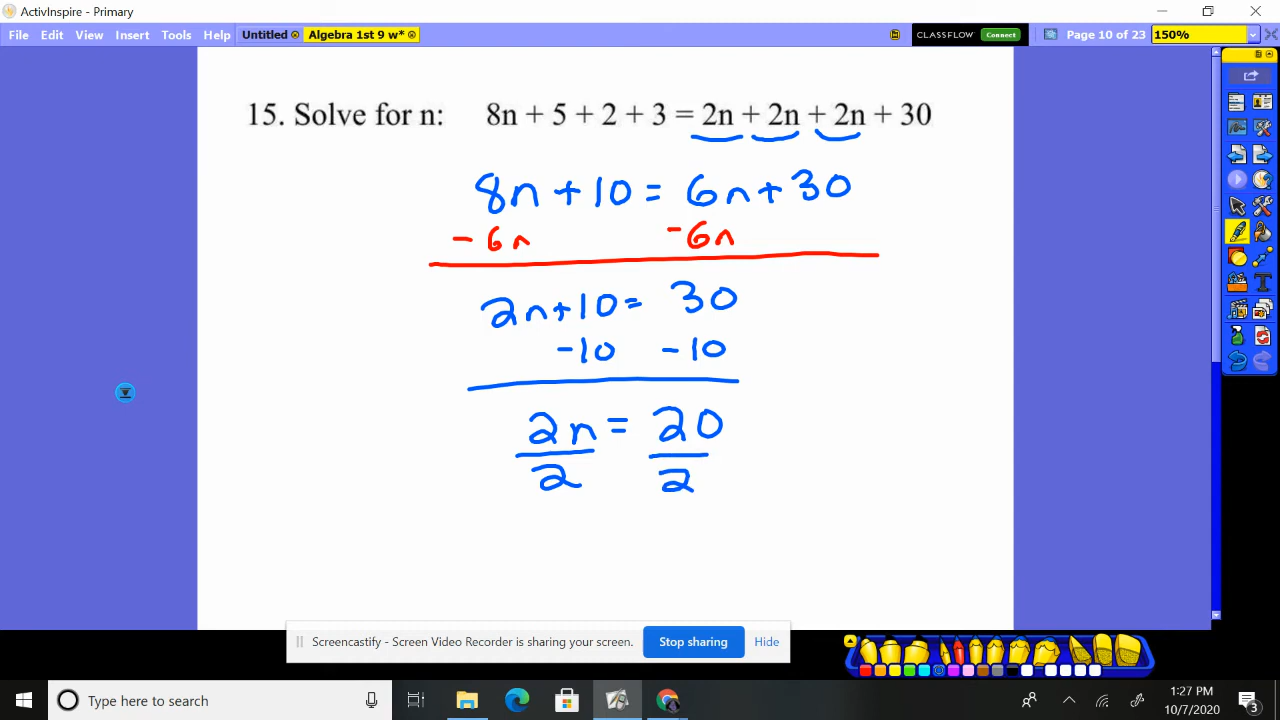 ActivInspire - Primary
File Edit View Insert Tools Help Untitled Algebra 1st 9 w* CLASSFLOW Connect Page 10 of 23 150%
15. Solve for n: 8n + 5 + 2 + 3 = 2n + 2n + 2n + 30
8n + 10 = 6n + 30
-6n -6n
2n+10= 30
-10 -10
2n = 20
2 2
Screencastify - Screen Video Recorder is sharing your screen. Stop sharing Hide
Type here to search
1:27 PM
10/7/2020
3